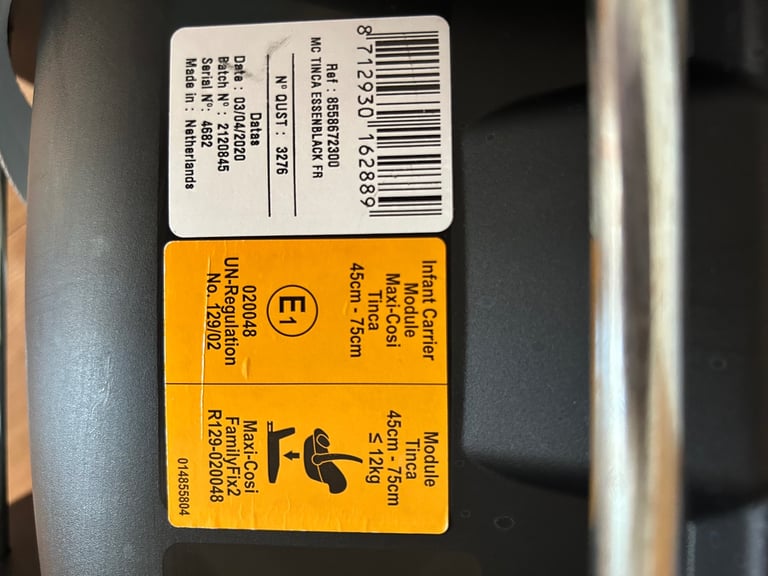 8 712930 162889
Ref : 8558672300
MC TINCA ESSENBLACK FR
N° QUST : 3276
Datas
Date : 03/04/2020
Batch N° : 2120845
Serial N°: 4682
Made in : Netherlands
Infant Carrier
Module
Maxi-Cosi
Tinca
45cm - 75cm
E1
020048
UN-Regulation
No. 129/02
Module
Tinca
45cm - 75cm
≤ 12kg
Maxi-Cosi
FamilyFix2
R129-020048
014855804